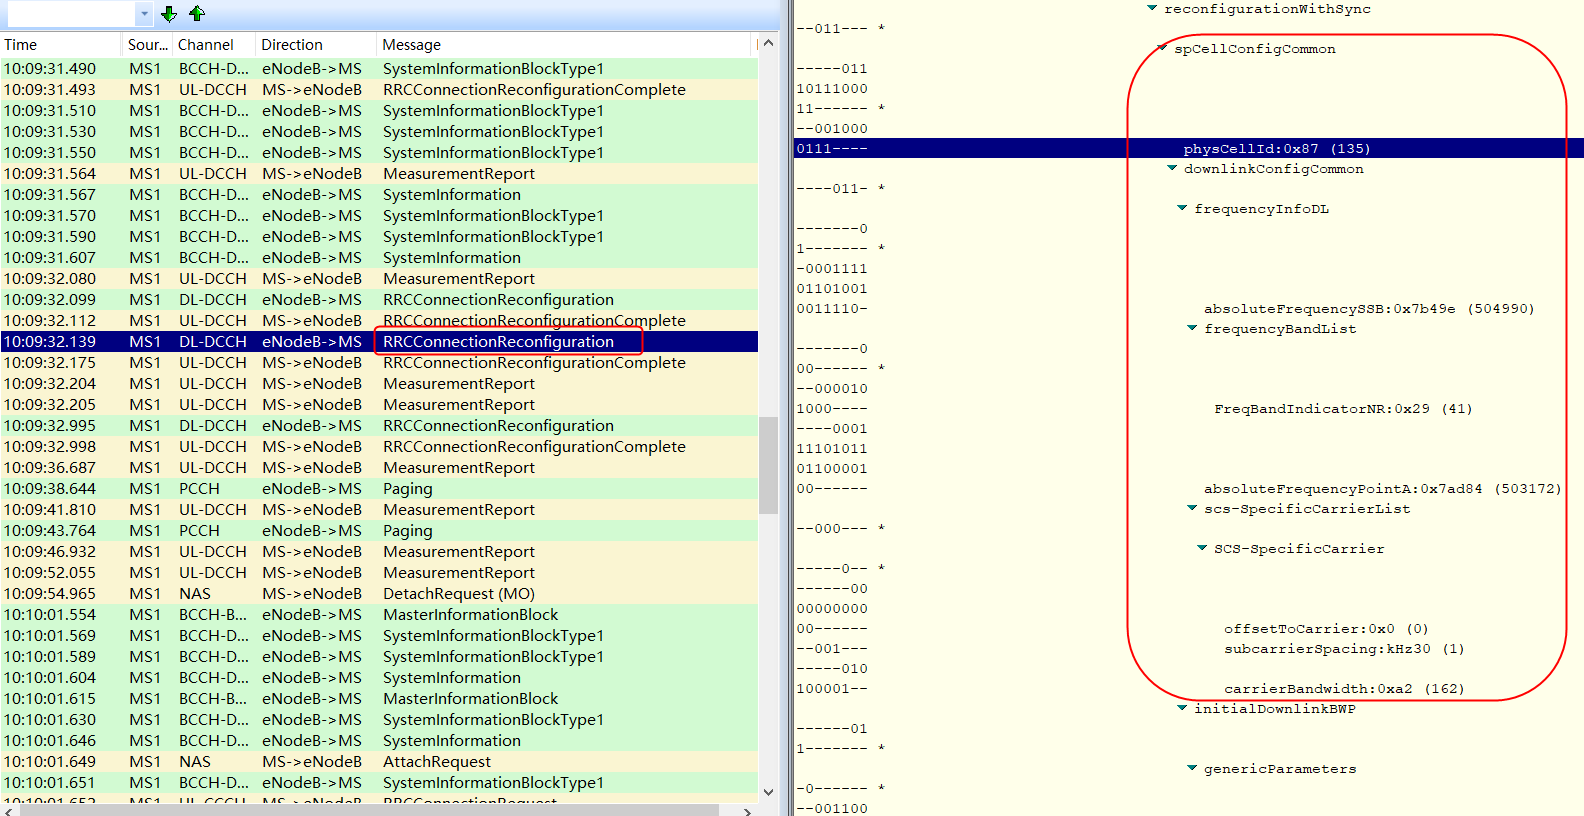 Time Sour... Channel Direction Message
10:09:31.490 MS1 BCCH-D... eNodeB->MS SystemInformationBlockType1
10:09:31.493 MS1 UL-DCCH MS->eNodeB RRCConnectionReconfigurationComplete
10:09:31.510 MS1 BCCH-D... eNodeB->MS SystemInformationBlockType1
10:09:31.530 MS1 BCCH-D... eNodeB->MS SystemInformationBlockType1
10:09:31.550 MS1 BCCH-D... eNodeB->MS SystemInformationBlockType1
10:09:31.564 MS1 UL-DCCH MS->eNodeB MeasurementReport
10:09:31.567 MS1 BCCH-D... eNodeB->MS SystemInformation
10:09:31.570 MS1 BCCH-D... eNodeB->MS SystemInformationBlockType1
10:09:31.590 MS1 BCCH-D... eNodeB->MS SystemInformationBlockType1
10:09:31.607 MS1 BCCH-D... eNodeB->MS SystemInformation
10:09:32.080 MS1 UL-DCCH MS->eNodeB MeasurementReport
10:09:32.099 MS1 DL-DCCH eNodeB->MS RRCConnectionReconfiguration
10:09:32.112 MS1 UL-DCCH MS->eNodeB RRCConnectionReconfigurationComplete
10:09:32.139 MS1 DL-DCCH eNodeB->MS RRCConnectionReconfiguration
10:09:32.175 MS1 UL-DCCH MS->eNodeB RRCConnectionReconfigurationComplete
10:09:32.204 MS1 UL-DCCH MS->eNodeB MeasurementReport
10:09:32.205 MS1 UL-DCCH MS->eNodeB MeasurementReport
10:09:32.995 MS1 DL-DCCH eNodeB->MS RRCConnectionReconfiguration
10:09:32.998 MS1 UL-DCCH MS->eNodeB RRCConnectionReconfigurationComplete
10:09:36.687 MS1 UL-DCCH MS->eNodeB MeasurementReport
10:09:38.644 MS1 PCCH eNodeB->MS Paging
10:09:41.810 MS1 UL-DCCH MS->eNodeB MeasurementReport
10:09:43.764 MS1 PCCH eNodeB->MS Paging
10:09:46.932 MS1 UL-DCCH MS->eNodeB MeasurementReport
10:09:52.055 MS1 UL-DCCH MS->eNodeB MeasurementReport
10:09:54.965 MS1 NAS MS->eNodeB DetachRequest (MO)
10:10:01.554 MS1 BCCH-B... eNodeB->MS MasterInformationBlock
10:10:01.569 MS1 BCCH-D... eNodeB->MS SystemInformationBlockType1
10:10:01.589 MS1 BCCH-D... eNodeB->MS SystemInformationBlockType1
10:10:01.604 MS1 BCCH-D... eNodeB->MS SystemInformation
10:10:01.615 MS1 BCCH-B... eNodeB->MS MasterInformationBlock
10:10:01.630 MS1 BCCH-D... eNodeB->MS SystemInformationBlockType1
10:10:01.646 MS1 BCCH-D... eNodeB->MS SystemInformation
10:10:01.649 MS1 NAS MS->eNodeB AttachRequest
10:10:01.651 MS1 BCCH-D... eNodeB->MS SystemInformationBlockType1
10:10:01.652 MS1 UL-CCCH MS->eNodeB RRCConnectionRequest
reconfigurationWithSync
--011--- *
spCellConfigCommon
-----011
10111000
11------ *
--001000
0111---- physCellId:0x87 (135)
downlinkConfigCommon
----011- *
frequencyInfoDL
-------0
1------- *
-0001111
01101001
0011110- absoluteFrequencySSB:0x7b49e (504990)
frequencyBandList
-------0
00------ *
--000010
1000---- FreqBandIndicatorNR:0x29 (41)
----0001
11101011
01100001
00------ absoluteFrequencyPointA:0x7ad84 (503172)
scs-SpecificCarrierList
--000--- *
SCS-SpecificCarrier
-----0-- *
------00
00000000
00------ offsetToCarrier:0x0 (0)
--001--- subcarrierSpacing:kHz30 (1)
-----010
100001-- carrierBandwidth:0xa2 (162)
initialDownlinkBWP
------01
1------- *
genericParameters
-0------ *
--001100